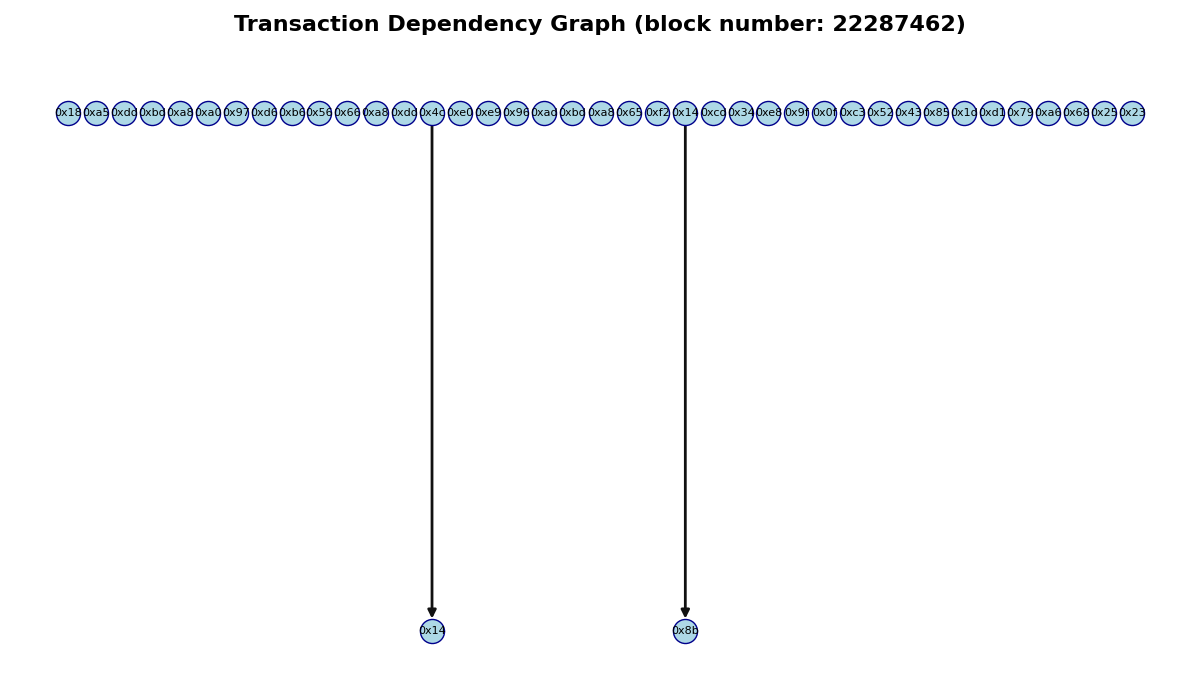 Transaction Dependency Graph (block number: 22287462)
0x18 0xa5 0xdd 0xbd 0xa8 0xa0 0x97 0xd6 0xb6 0x56 0x66 0xa8 0xdd 0x4c 0xe0 0xe9 0x96 0xad 0xbd 0xa8 0x65 0xf2 0x14 0xcd 0x34 0xe8 0x9f 0x0f 0xc3 0x52 0x43 0x85 0x1d 0xd1 0x79 0xa6 0x68 0x25 0x23
0x14 0x8b